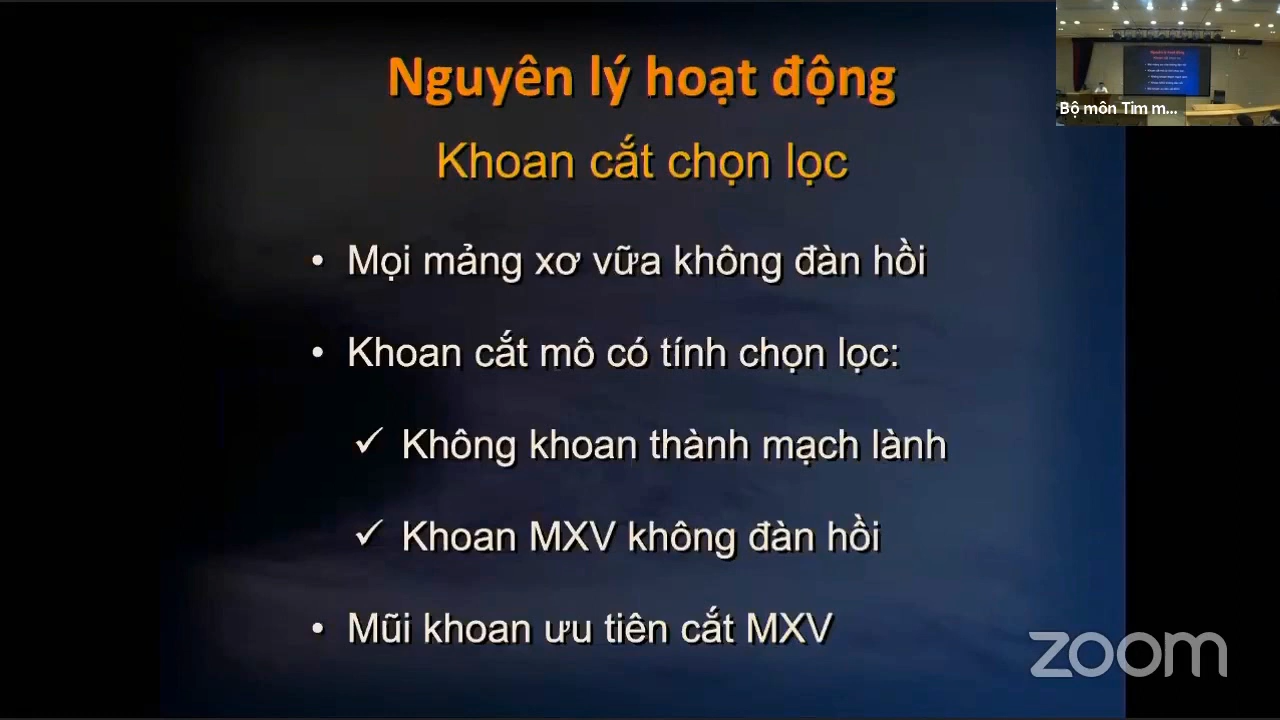 Nguyên lý hoạt động
Khoan cắt chọn lọc
• Mọi mảng xơ vữa không đàn hồi
• Khoan cắt mô có tính chọn lọc:
✓ Không khoan thành mạch lành
✓ Khoan MXV không đàn hồi
• Mũi khoan ưu tiên cắt MXV
Bộ môn Tim m...
zoom